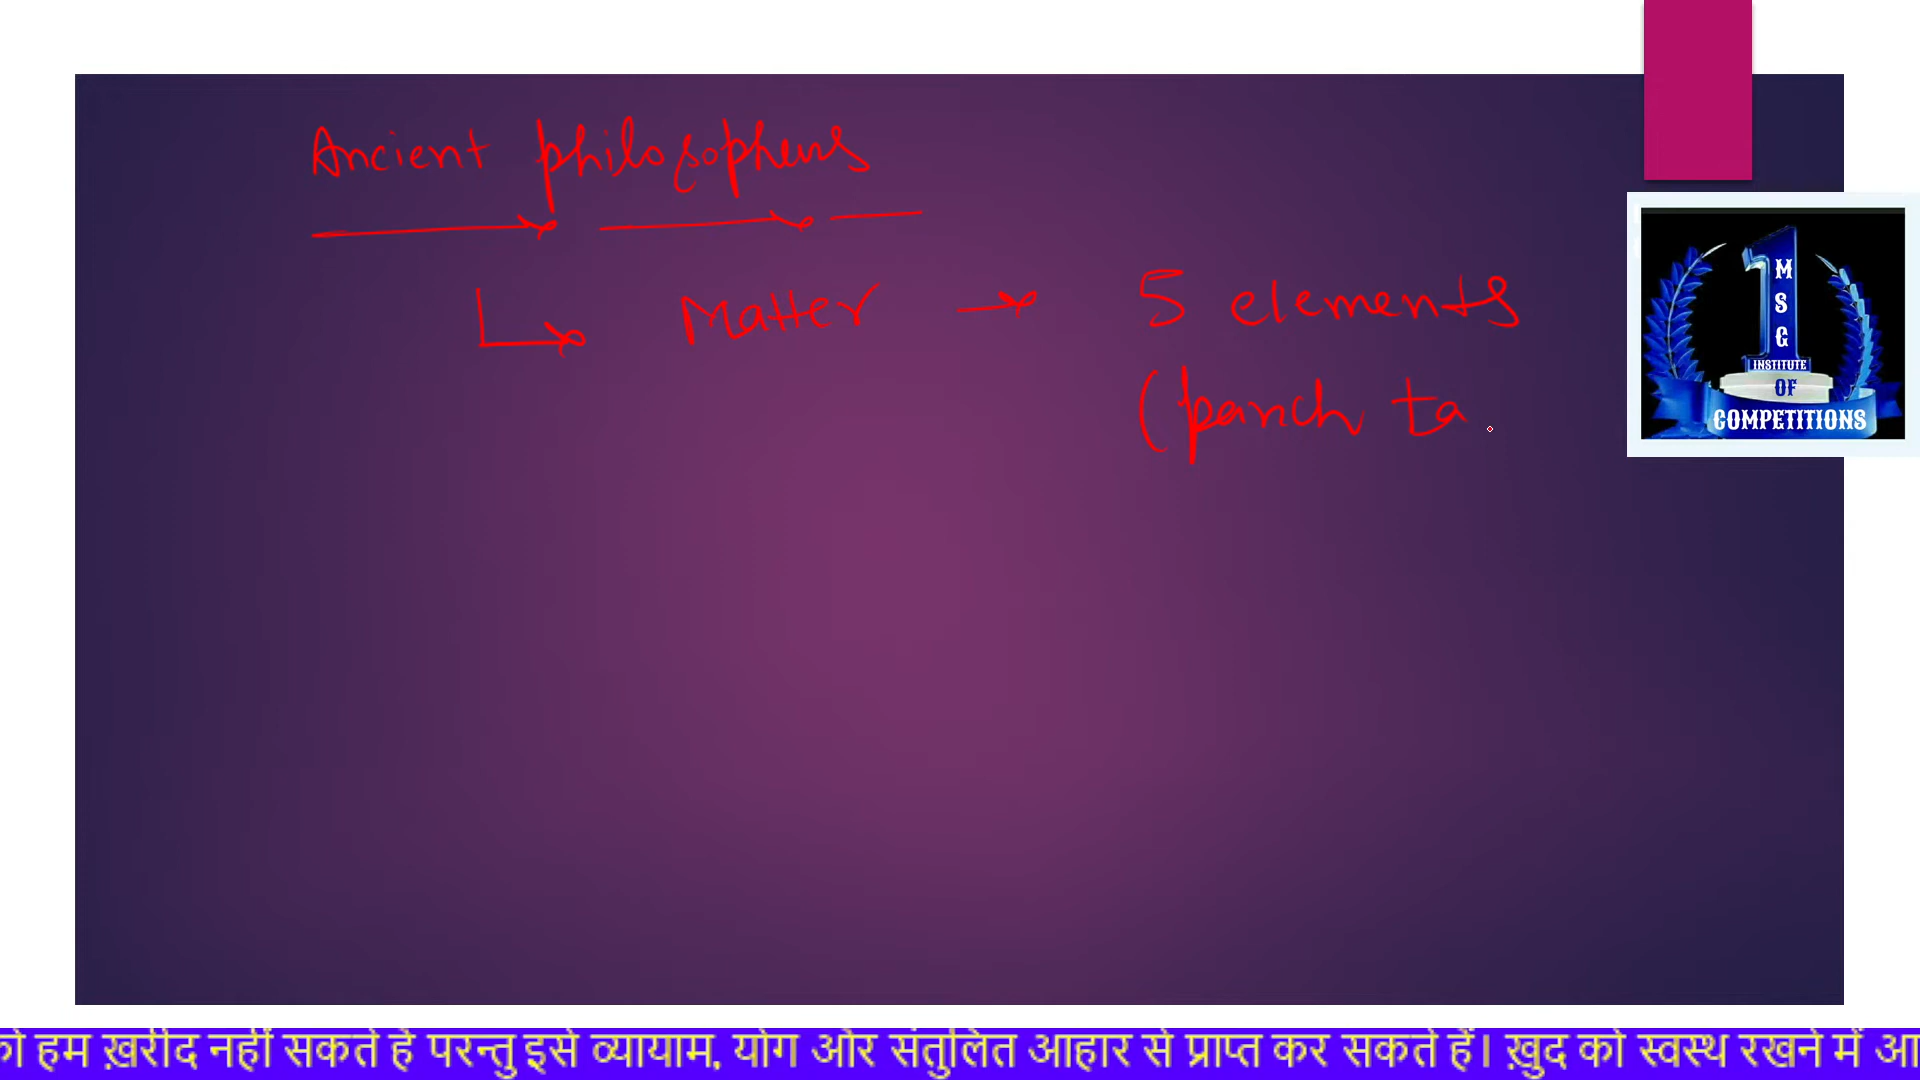 Ancient philosophers
Matter → 5 elements
(panch ta
M
S
G
INSTITUTE
OF
COMPETITIONS
को हम ख़रीद नहीं सकते हे परन्तु इसे व्यायाम, योग ओर संतुलित आहार से प्राप्त कर सकते हैं। ख़ुद को स्वस्थ रखने में आ